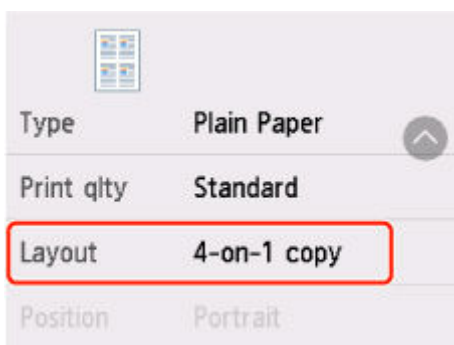 Type Plain Paper
Print qlty Standard
Layout 4-on-1 copy
Position Portrait